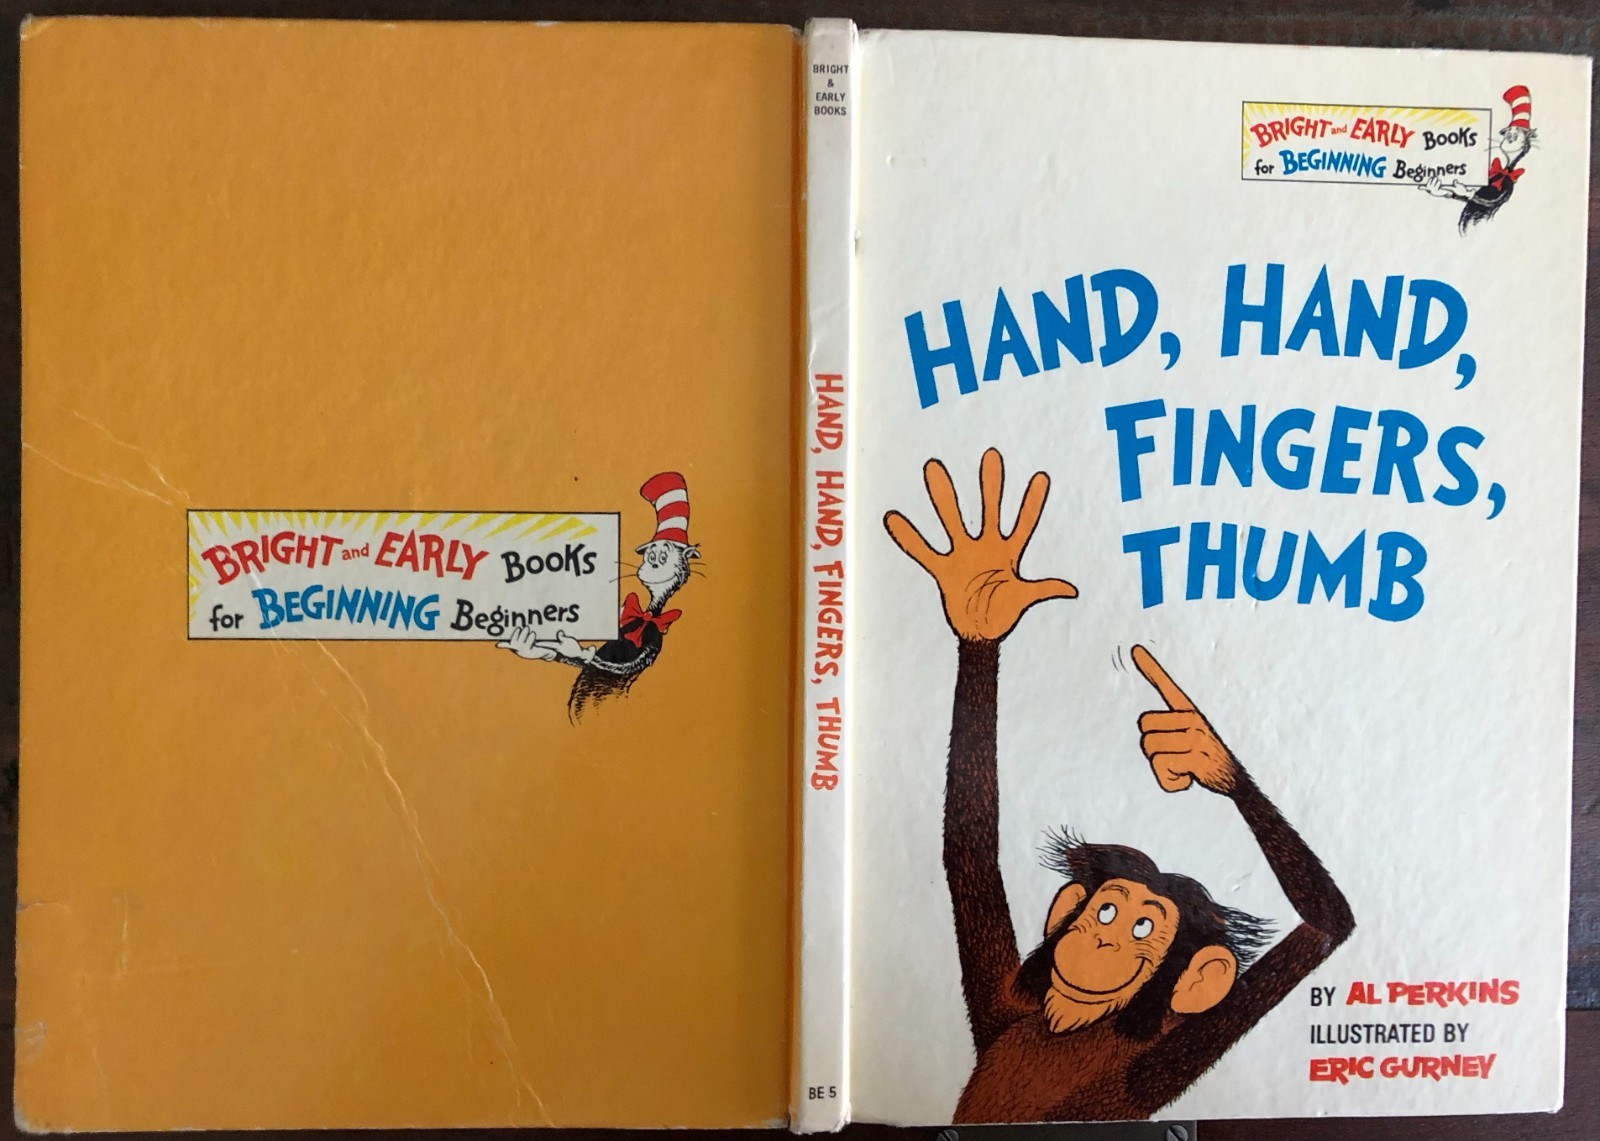 BRIGHT and EARLY Books
for BEGINNING Beginners
BRIGHT
&
EARLY
BOOKS
HAND, HAND, FINGERS, THUMB
BE 5
BRIGHT and EARLY Books
for BEGINNING Beginners
HAND, HAND,
FINGERS,
THUMB
BY AL PERKINS
ILLUSTRATED BY
ERIC GURNEY